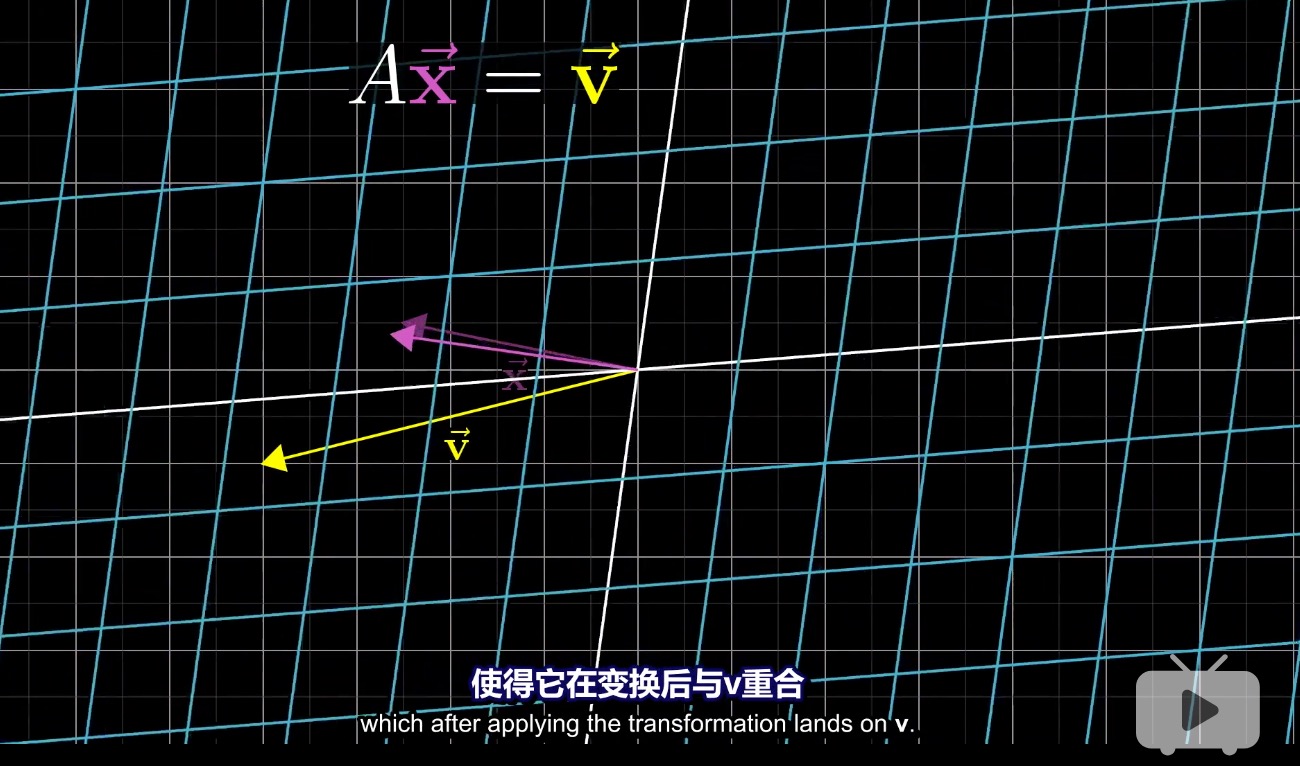 A𝐱⃗ = 𝐯⃗
𝐱⃗
𝐯⃗
使得它在变换后与v重合
which after applying the transformation lands on v.